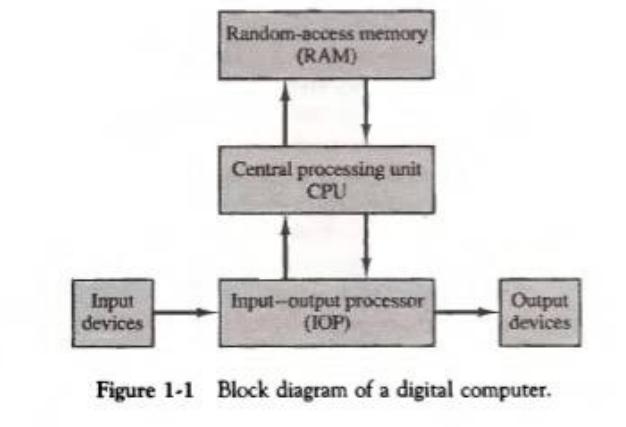 Random-access memory
(RAM)
Central processing unit
CPU
Input
devices
Input-output processor
(IOP)
Output
devices
Figure 1-1 Block diagram of a digital computer.